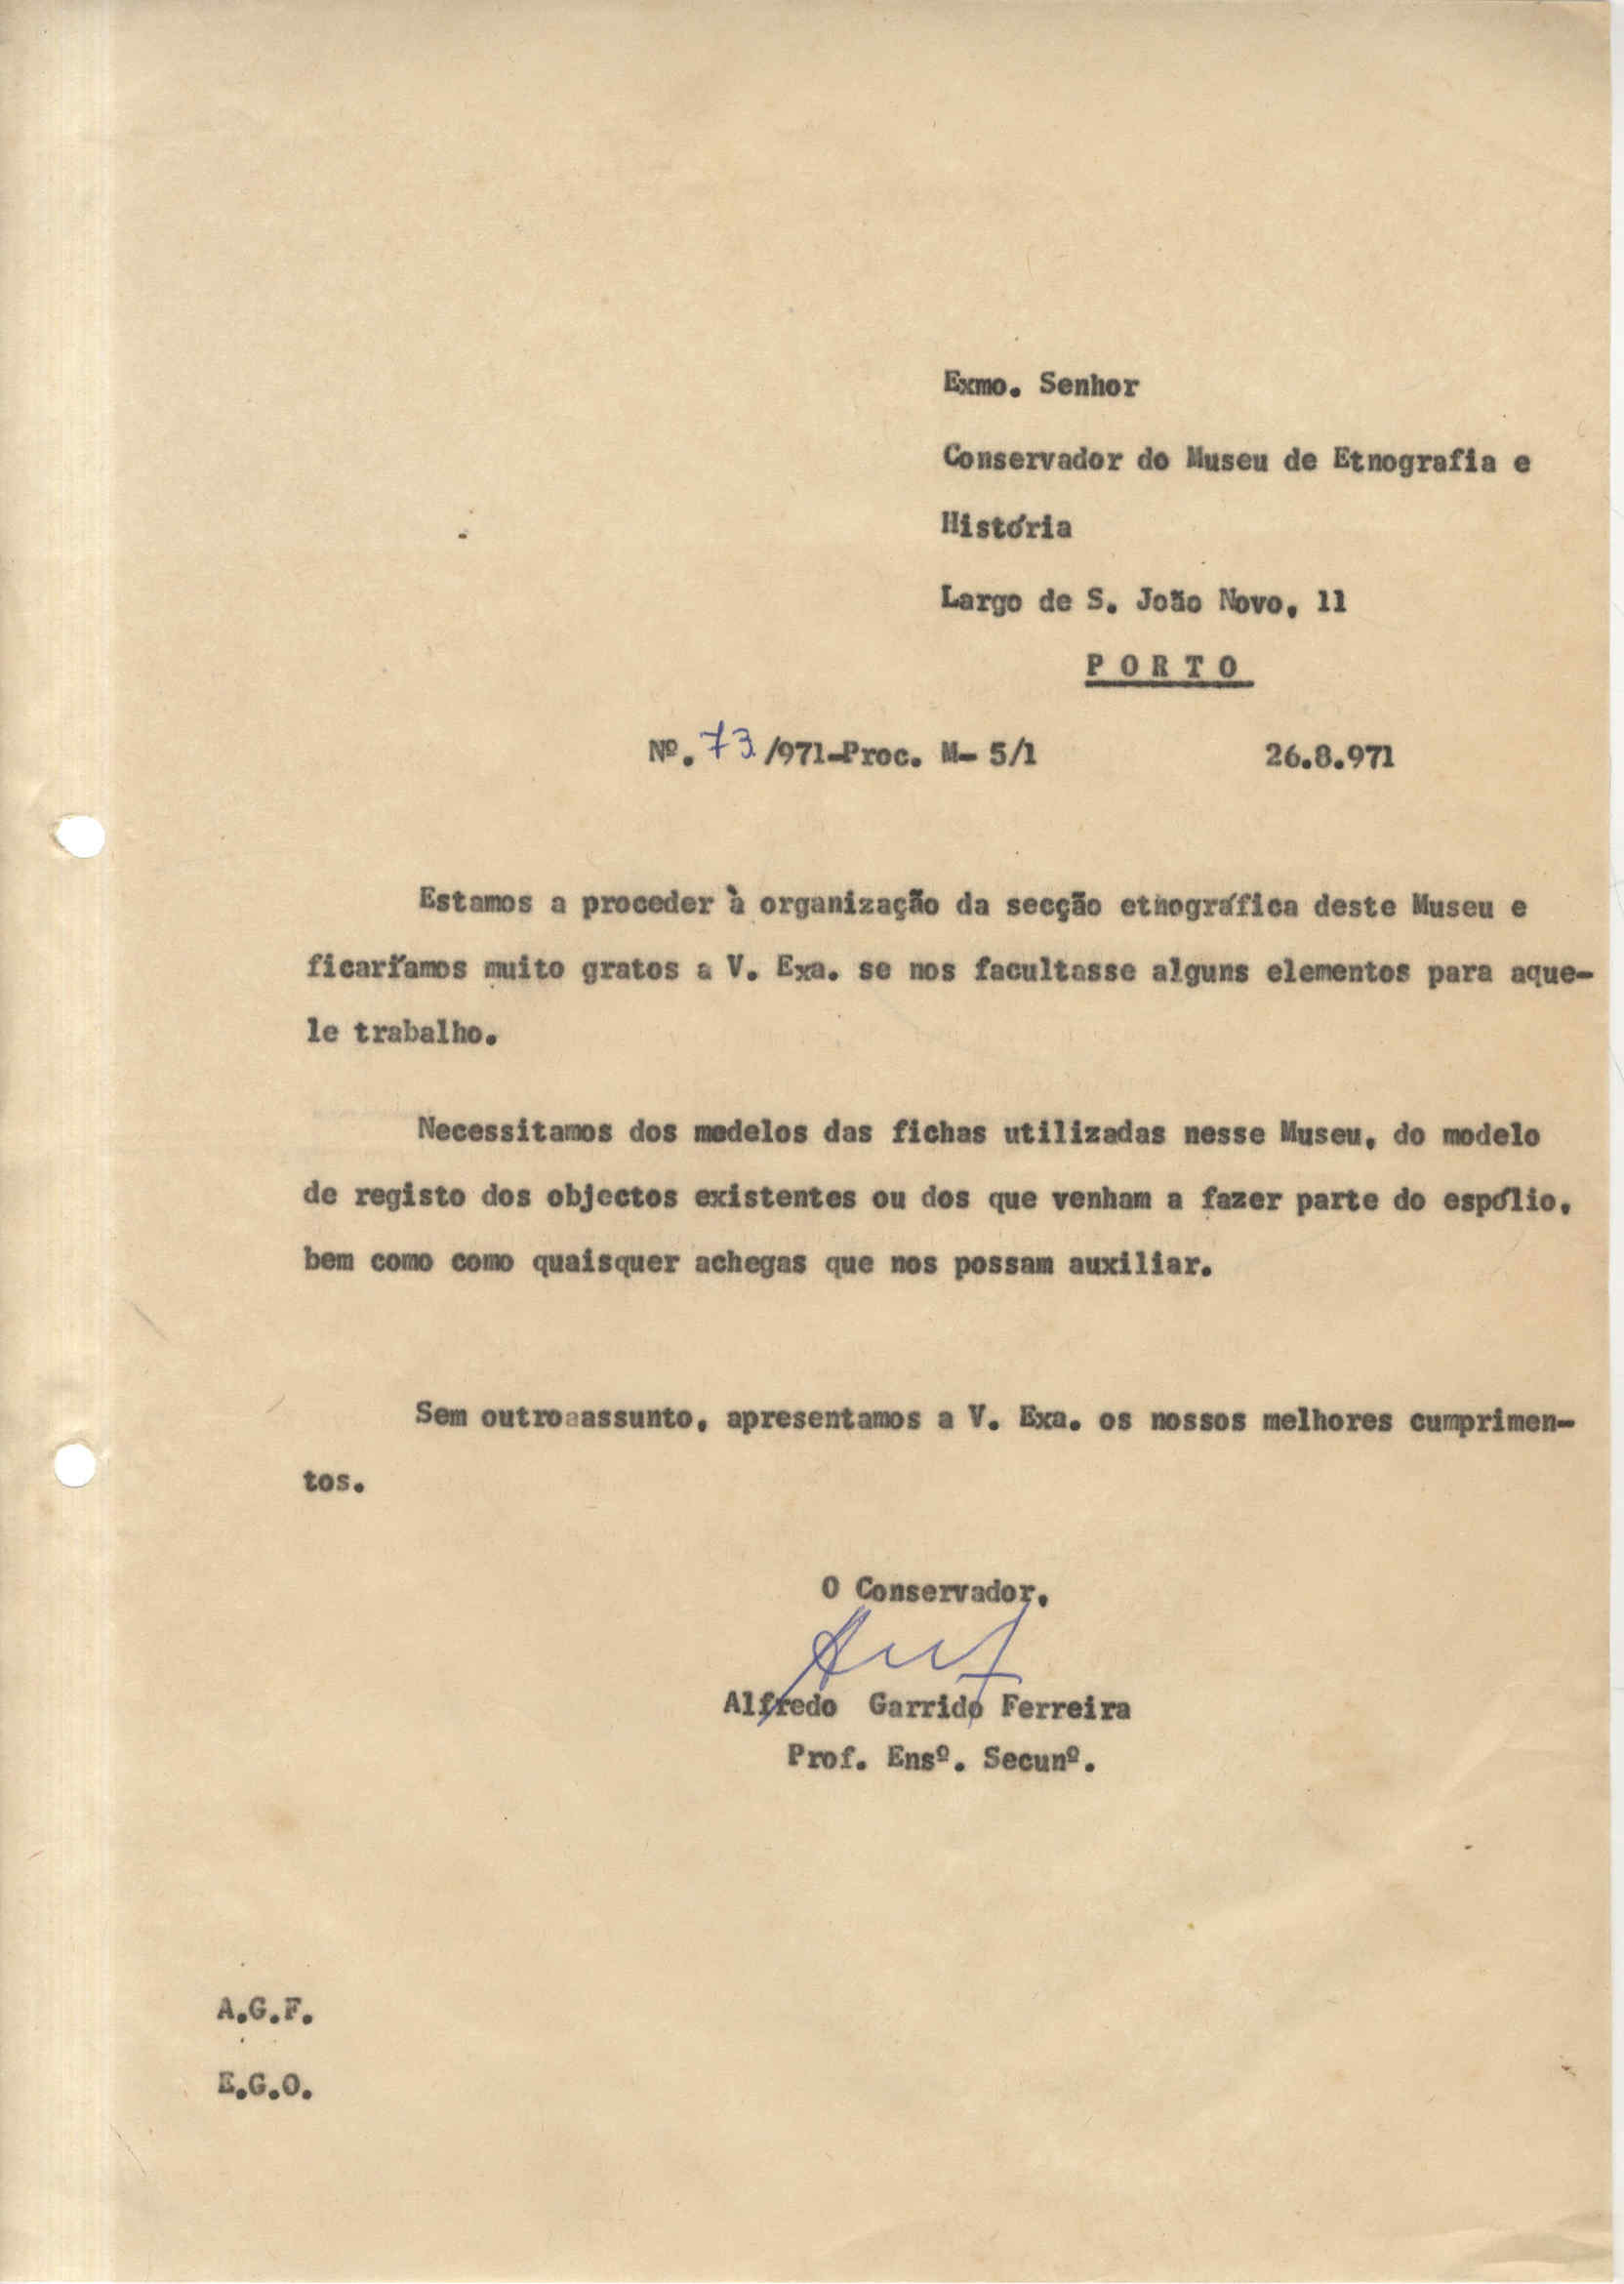 Exmo. Senhor
Conservador do Museu de Etnografia e
História
Largo de S. João Novo, 11
PORTO
Nº. 73/971-Proc. M- 5/1 26.8.971
Estamos a proceder à organização da secção etnográfica deste Museu e
ficaríamos muito gratos a V. Exa. se nos facultasse alguns elementos para aque-
le trabalho.
Necessitamos dos modelos das fichas utilizadas nesse Museu, do modelo
de registo dos objectos existentes ou dos que venham a fazer parte do espólio,
bem como como quaisquer achegas que nos possam auxiliar.
Sem outroaassunto, apresentamos a V. Exa. os nossos melhores cumprimen-
tos.
O Conservador,
Alfredo Garrido Ferreira
Prof. Ensº. Secunº.
A.G.F.
E.G.O.